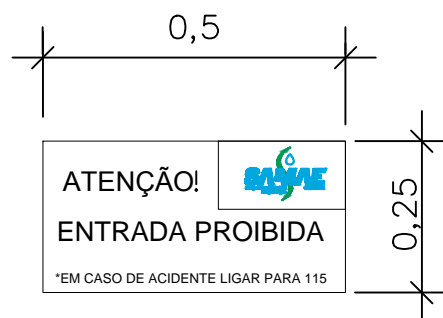 0,5
SAMAE
ATENÇÃO!
ENTRADA PROIBIDA
*EM CASO DE ACIDENTE LIGAR PARA 115
0,25